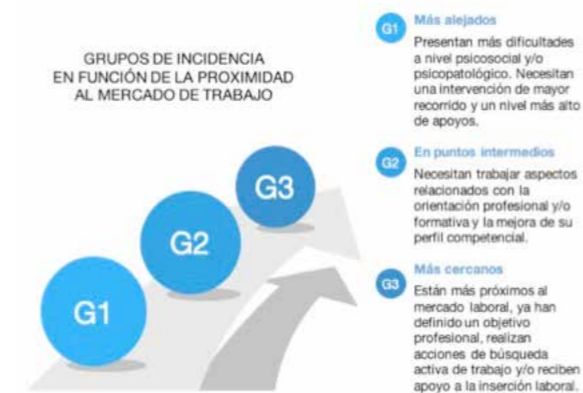 GRUPOS DE INCIDENCIA
EN FUNCIÓN DE LA PROXIMIDAD
AL MERCADO DE TRABAJO
G1
G2
G3
G1
Más alejados
Presentan más dificultades
a nivel psicosocial y/o
psicopatológico. Necesitan
una intervención de mayor
recorrido y un nivel más alto
de apoyos.
G2
En puntos intermedios
Necesitan trabajar aspectos
relacionados con la
orientación profesional y/o
formativa y la mejora de su
perfil competencial.
G3
Más cercanos
Están más próximos al
mercado laboral, ya han
definido un objetivo
profesional, realizan
acciones de búsqueda
activa de trabajo y/o reciben
apoyo a la inserción laboral.